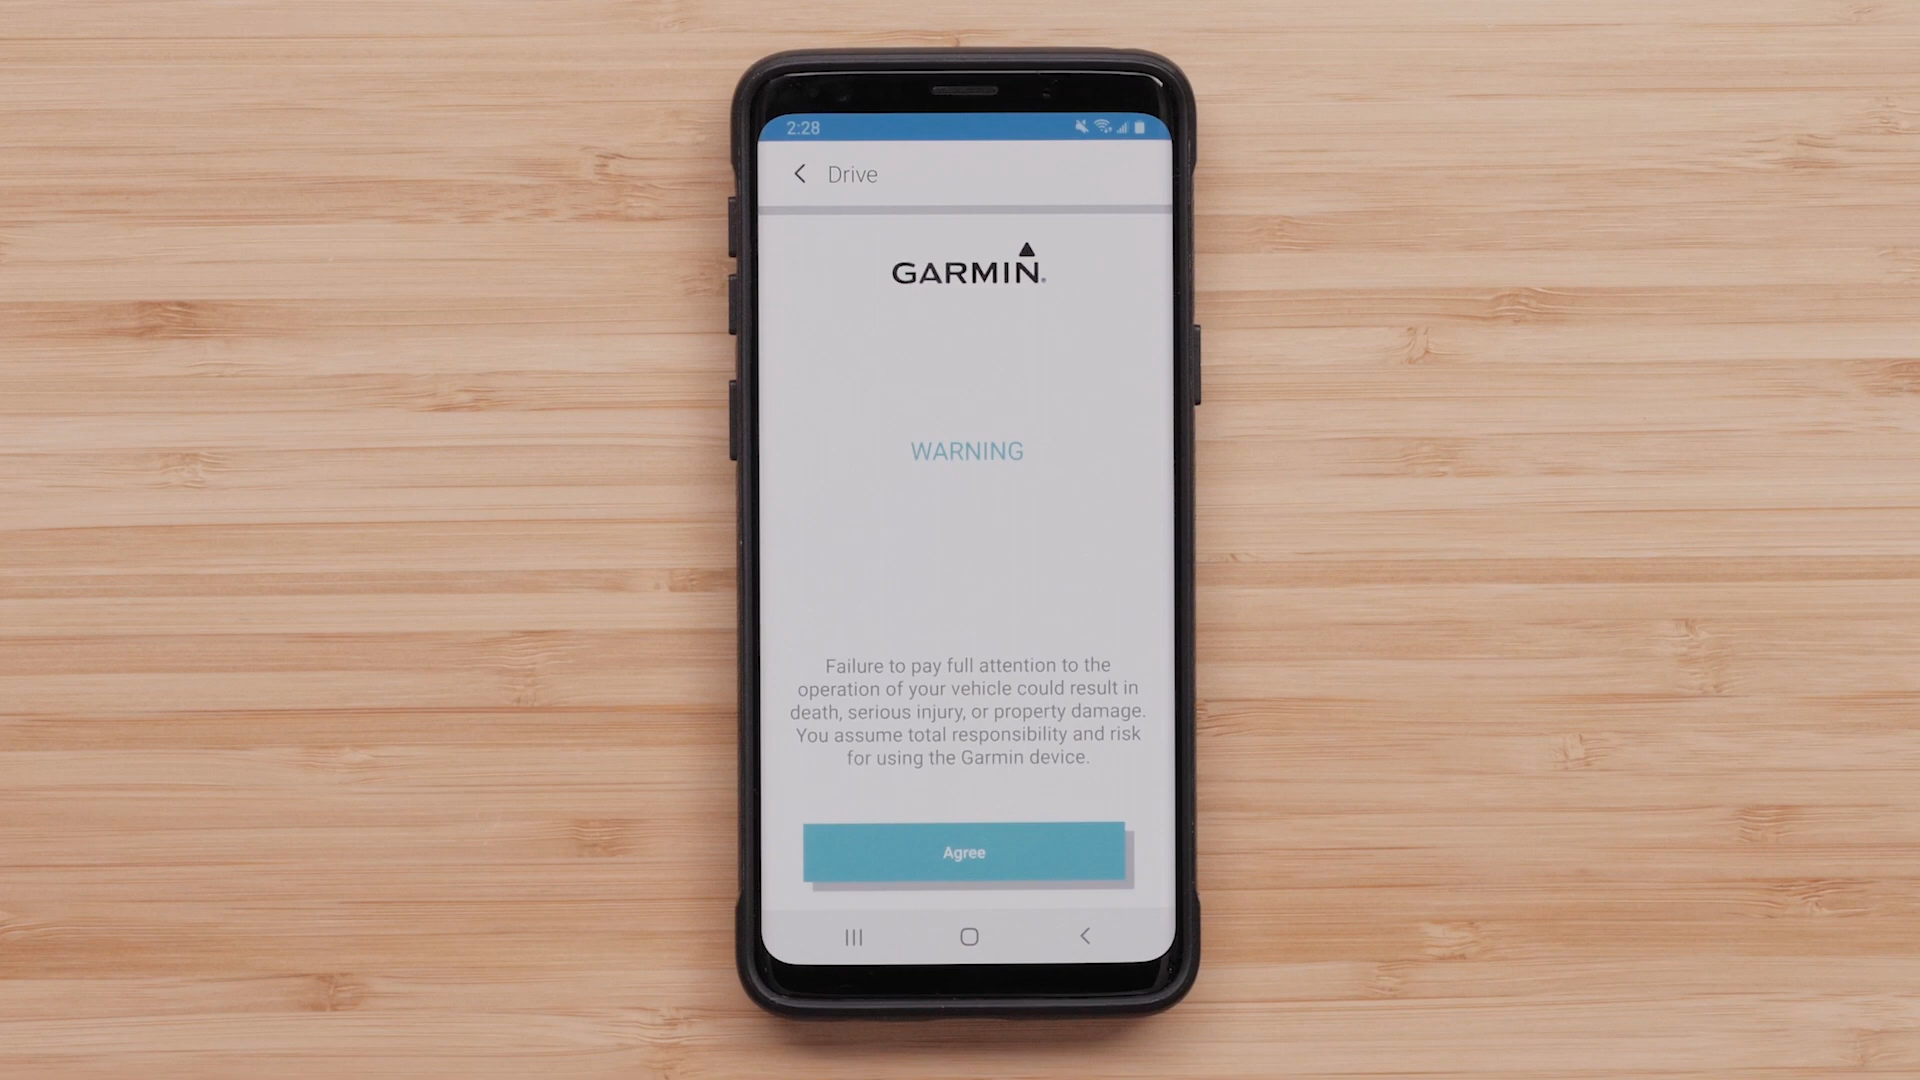 2:28
Drive
GARMIN
WARNING
Failure to pay full attention to the
operation of your vehicle could result in
death, serious injury, or property damage.
You assume total responsibility and risk
for using the Garmin device.
Agree